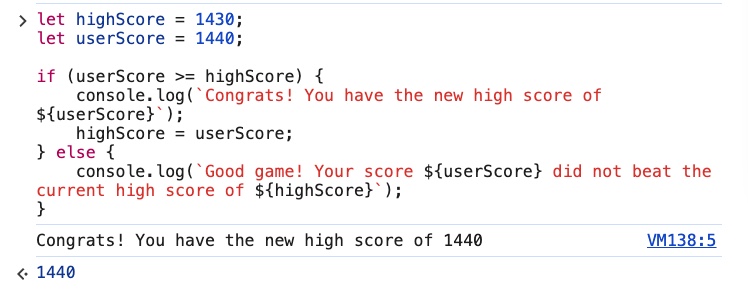 let highScore = 1430;
let userScore = 1440;

if (userScore >= highScore) {
    console.log(`Congrats! You have the new high score of
${userScore}`);
    highScore = userScore;
} else {
    console.log(`Good game! Your score ${userScore} did not beat the
current high score of ${highScore}`);
}
Congrats! You have the new high score of 1440 VM138:5
1440